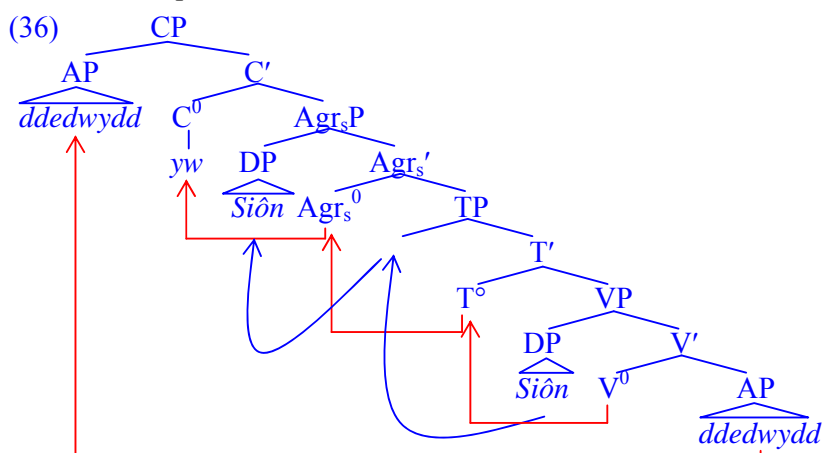 (36) CP
AP C′
ddedwydd C⁰ AgrₛP
yw DP Agrₛ′
Siôn Agrₛ⁰ TP
T′
T° VP
DP V′
Siôn V⁰ AP
ddedwydd